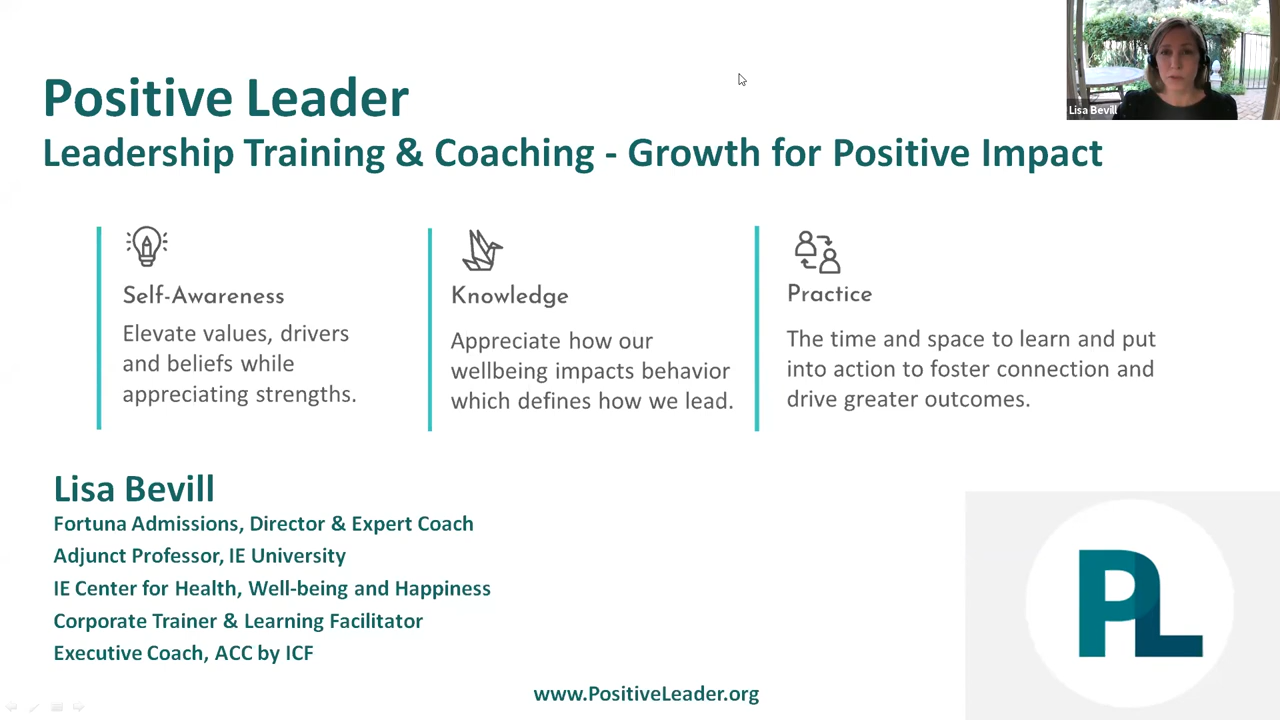 Lisa Bevill
Positive Leader
Leadership Training & Coaching - Growth for Positive Impact
Self-Awareness
Elevate values, drivers
and beliefs while
appreciating strengths.
Knowledge
Appreciate how our
wellbeing impacts behavior
which defines how we lead.
Practice
The time and space to learn and put
into action to foster connection and
drive greater outcomes.
Lisa Bevill
Fortuna Admissions, Director & Expert Coach
Adjunct Professor, IE University
IE Center for Health, Well-being and Happiness
Corporate Trainer & Learning Facilitator
Executive Coach, ACC by ICF
PL
www.PositiveLeader.org